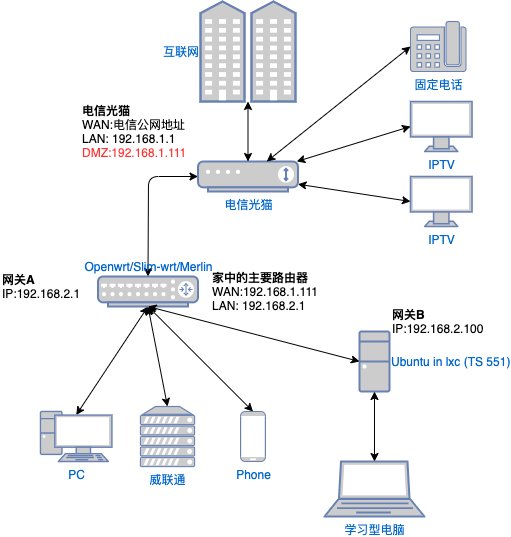 互联网
固定电话
电信光猫
WAN:电信公网地址
LAN: 192.168.1.1
DMZ:192.168.1.111
IPTV
电信光猫
IPTV
Openwrt/Slim-wrt/Merlin
网关A
IP:192.168.2.1
家中的主要路由器
WAN:192.168.1.111
LAN: 192.168.2.1
网关B
IP:192.168.2.100
Ubuntu in lxc (TS 551)
PC
威联通
Phone
学习型电脑